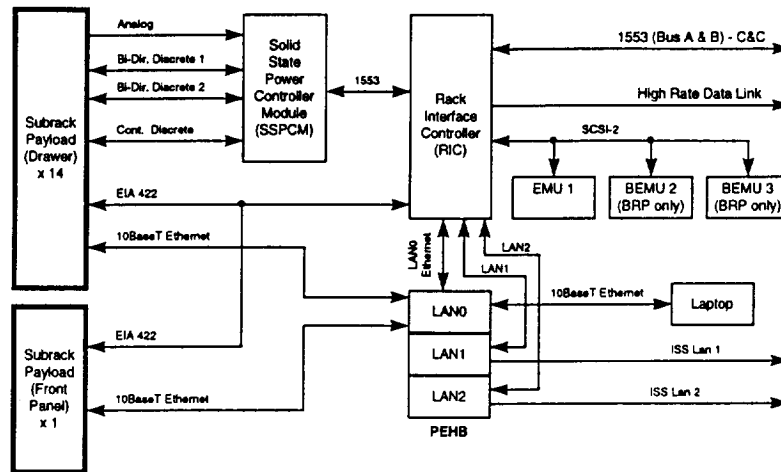 Analog
Bi-Dir. Discrete 1
Bi-Dir. Discrete 2
Cont. Discrete
EIA 422
10BaseT Ethernet
Subrack
Payload
(Drawer)
x 14
Solid
State
Power
Controller
Module
(SSPCM)
1553
Rack
Interface
Controller
(RIC)
1553 (Bus A & B) - C&C
High Rate Data Link
SCSI-2
EMU 1
BEMU 2
(BRP only)
BEMU 3
(BRP only)
LAN0
Ethernet
LAN1
LAN2
Subrack
Payload
(Front
Panel)
x 1
EIA 422
10BaseT Ethernet
LAN0
LAN1
LAN2
PEHB
10BaseT Ethernet
Laptop
ISS Lan 1
ISS Lan 2